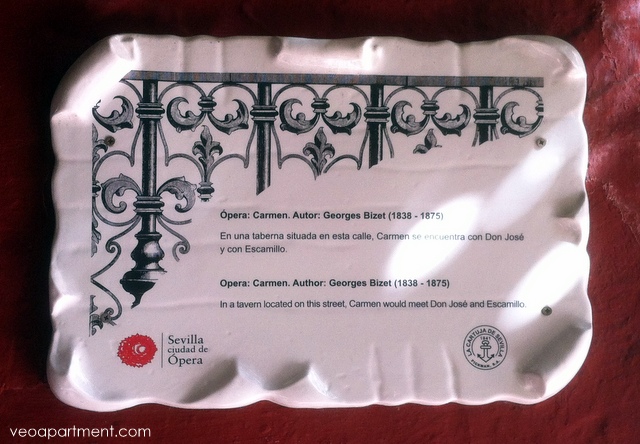 Ópera: Carmen. Autor: Georges Bizet (1838 - 1875)
En una taberna situada en esta calle, Carmen se encuentra con Don José
y con Escamillo.
Opera: Carmen. Author: Georges Bizet (1838 - 1875)
In a tavern located on this street, Carmen would meet Don José and Escamillo.
Sevilla
ciudad de
Ópera
LA CARTUJA DE SEVILLA
1841
PICKMAN, S.A.
veoapartment.com